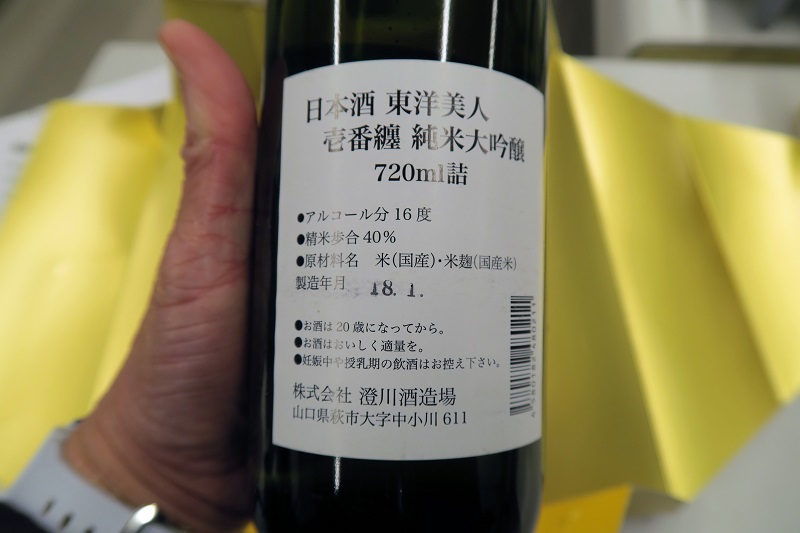 日本酒 東洋美人
壱番纏 純米大吟醸
720ml詰
●アルコール分16度
●精米歩合40%
●原材料名 米(国産)・米麹(国産米)
製造年月 18.1.
●お酒は20歳になってから。
●お酒はおいしく適量を。
●妊娠中や授乳期の飲酒はお控え下さい。
株式会社 澄川酒造場
山口県萩市大字中小川611